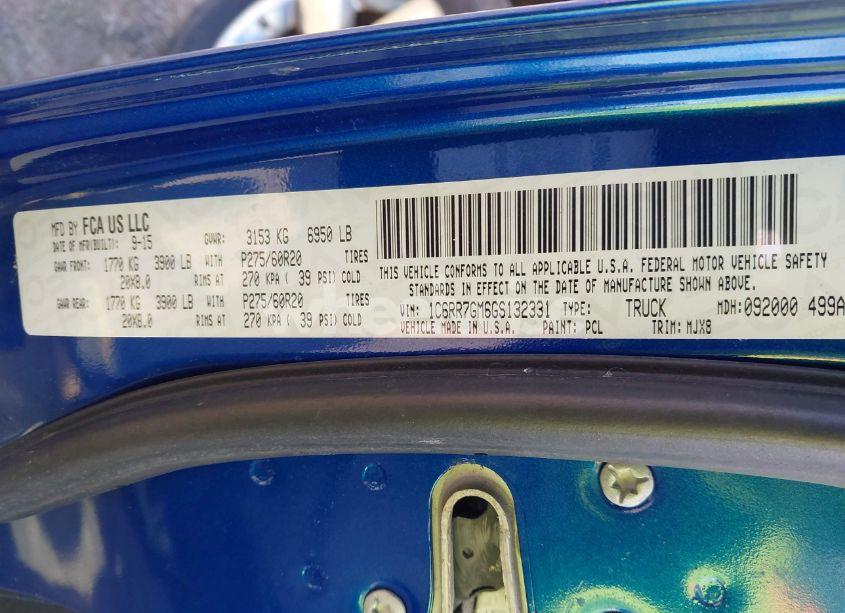 MFD BY FCA US LLC
DATE OF MFR(BUILT): 9-15 GVWR: 3153 KG 6950 LB
GAWR FRONT: 1770 KG 3900 LB WITH P275/60R20 TIRES
20X8.0 RIMS AT 270 KPA ( 39 PSI) COLD
GAWR REAR: 1770 KG 3900 LB WITH P275/60R20 TIRES
20X8.0 RIMS AT 270 KPA ( 39 PSI) COLD
THIS VEHICLE CONFORMS TO ALL APPLICABLE U.S.A. FEDERAL MOTOR VEHICLE SAFETY
STANDARDS IN EFFECT ON THE DATE OF MANUFACTURE SHOWN ABOVE.
VIN: 1C6RR7GM6GS132331 TYPE: TRUCK MDH: 092000 499A
VEHICLE MADE IN U.S.A. PAINT: PCL TRIM: MJX8